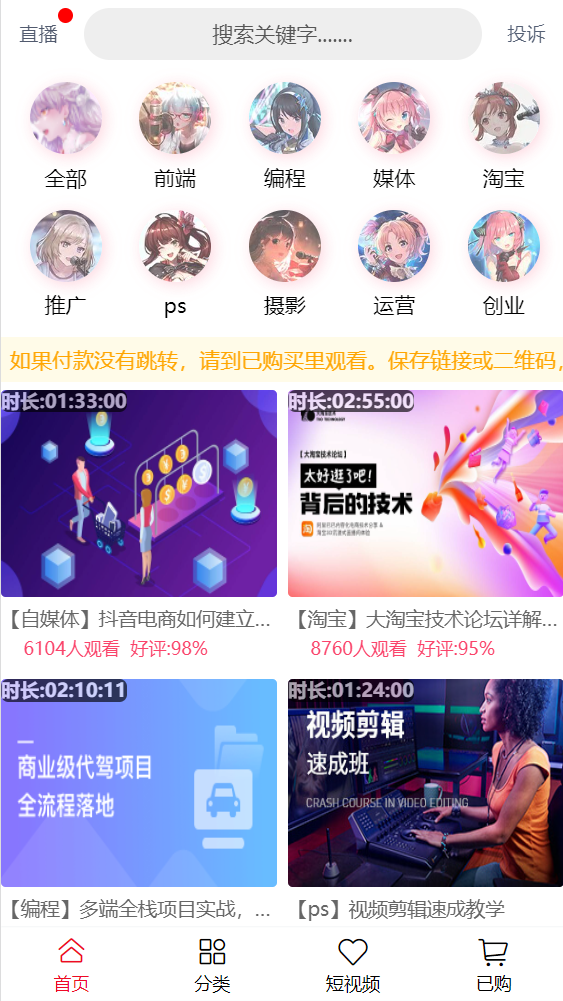 直播
搜索关键字.......
投诉
全部
前端
编程
媒体
淘宝
推广
ps
摄影
运营
创业
如果付款没有跳转，请到已购买里观看。保存链接或二维码，
时长:01:33:00
时长:02:55:00
【大淘宝技术论坛】
太好逛了吧！
背后的技术
【自媒体】抖音电商如何建立...
6104人观看 好评:98%
【淘宝】大淘宝技术论坛详解...
8760人观看 好评:95%
时长:02:10:11
商业级代驾项目
全流程落地
时长:01:24:00
视频剪辑
速成班
CRASH COURSE IN VIDEO EDITING
【编程】多端全栈项目实战，...
【ps】视频剪辑速成教学
首页
分类
短视频
已购